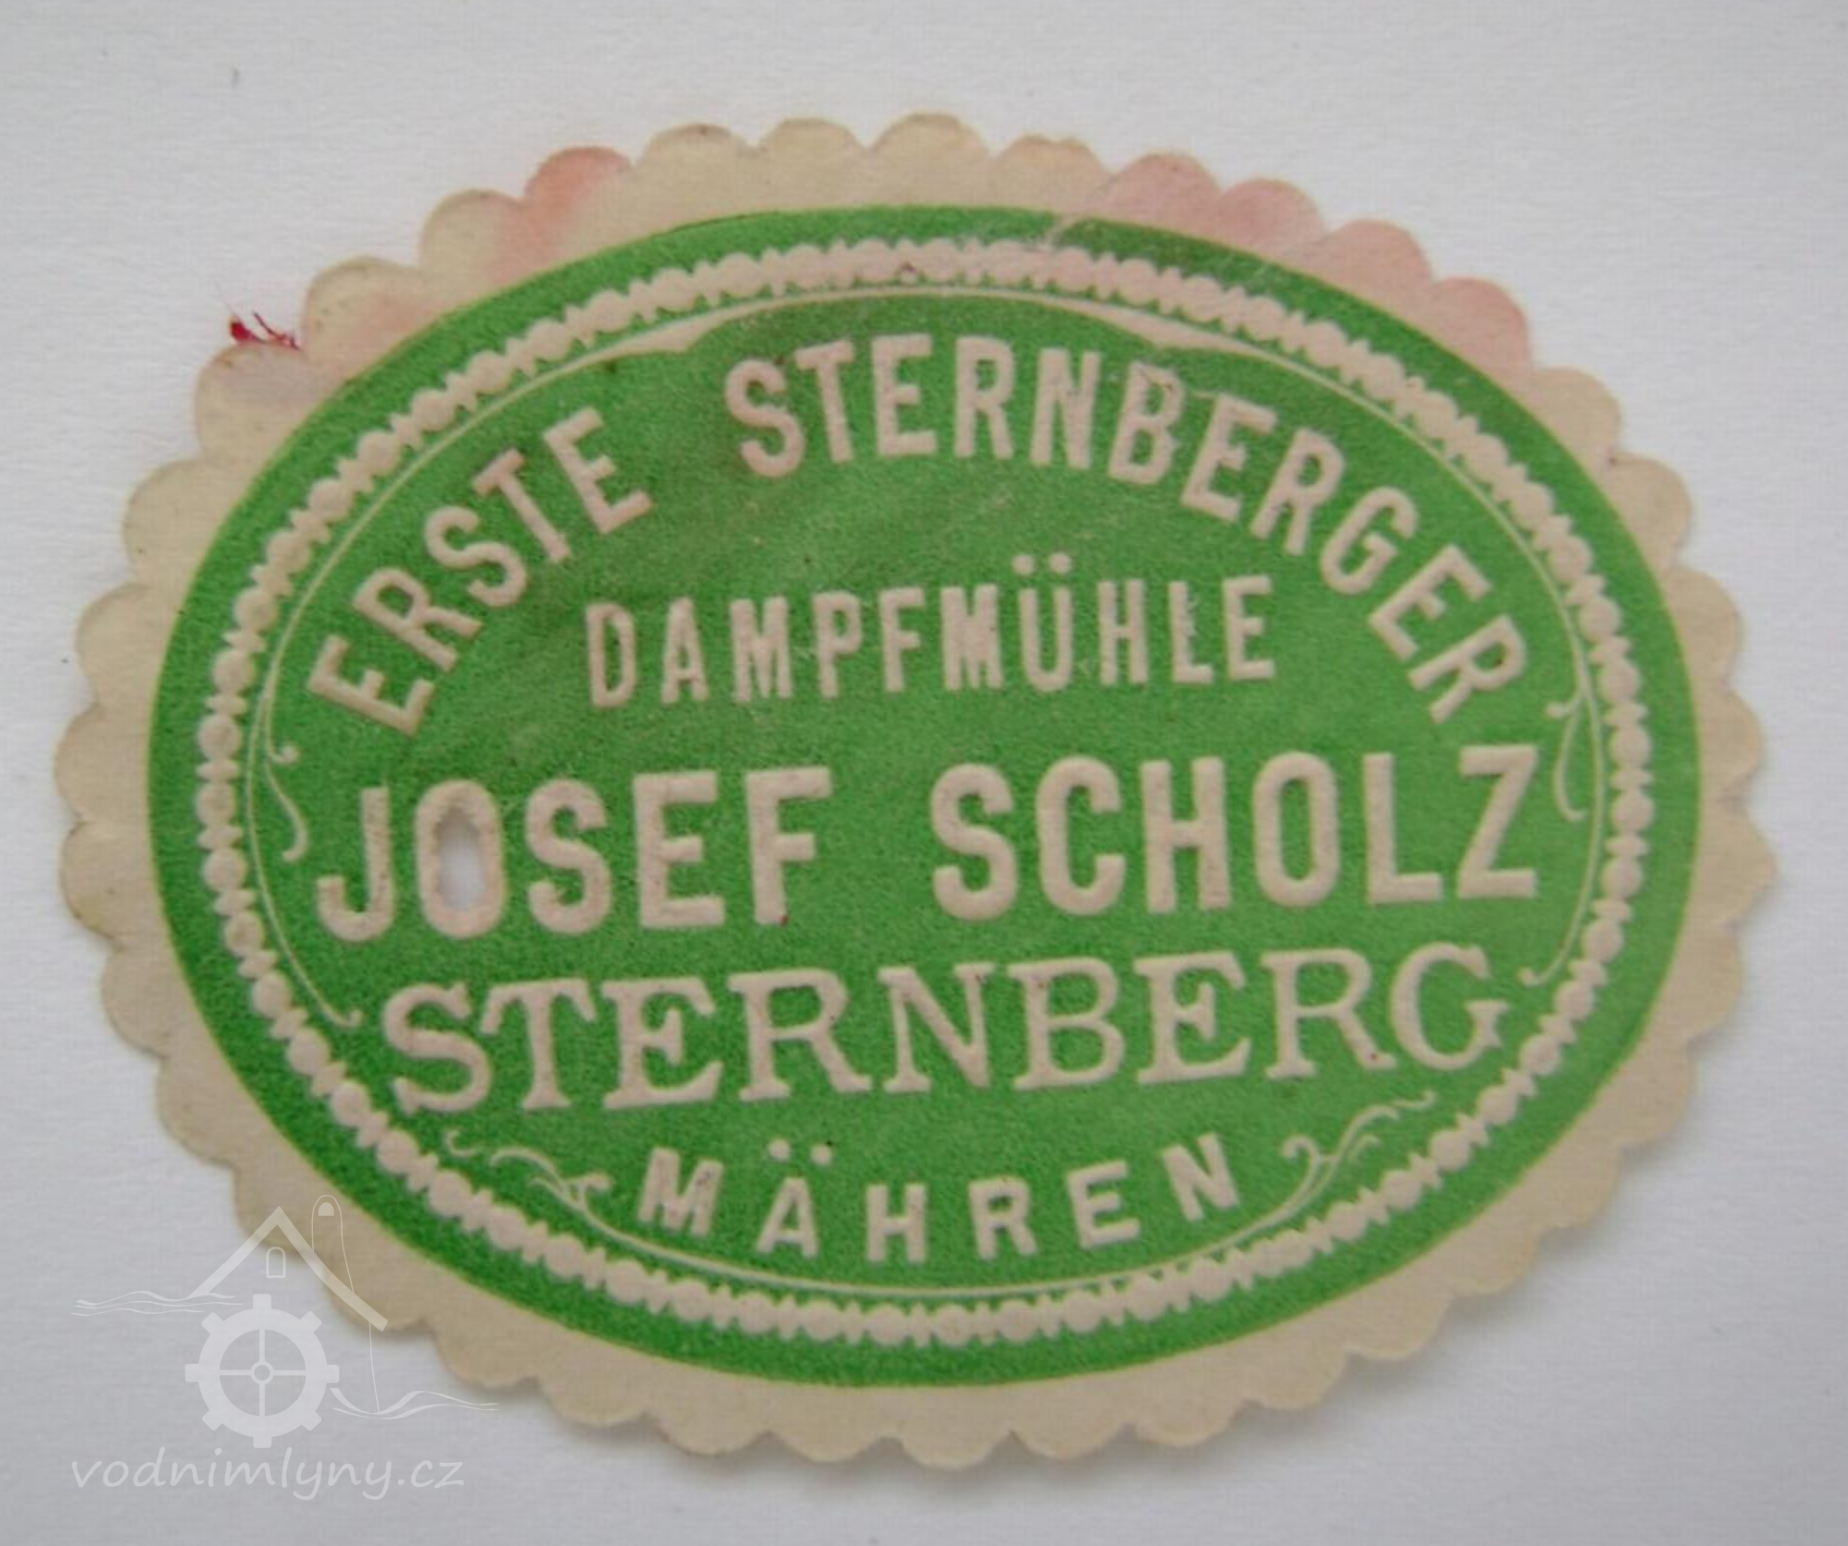 ERSTE STERNBERGER
DAMPFMÜHLE
JOSEF SCHOLZ
STERNBERG
MÄHREN
vodnimlyny.cz